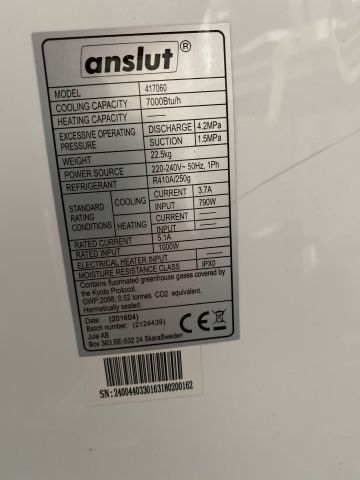 anslut®
MODEL 417060
COOLING CAPACITY 7000Btu/h
HEATING CAPACITY ——
EXCESSIVE OPERATING PRESSURE DISCHARGE 4.2MPa
SUCTION 1.5MPa
WEIGHT 22.5kg
POWER SOURCE 220-240V~ 50Hz, 1Ph
REFRIGERANT R410A/250g
STANDARD RATING CONDITIONS COOLING CURRENT 3.7A
INPUT 790W
HEATING CURRENT ——
INPUT ——
RATED CURRENT 5.1A
RATED INPUT 1000W
ELECTRICAL HEATER INPUT ——
MOISTURE RESISTANCE CLASS IPX0
Contains fluorinated greenhouse gases covered by
the Kyoto Protocol.
GWP 2088; 0.52 tonnes CO2 equivalent.
Hermetically sealed.
Date: (201604)
Batch number: (2124439)
Jula AB
Box 363.SE-532 24 SkaraSweden
CE
SN:2400440330163180200162